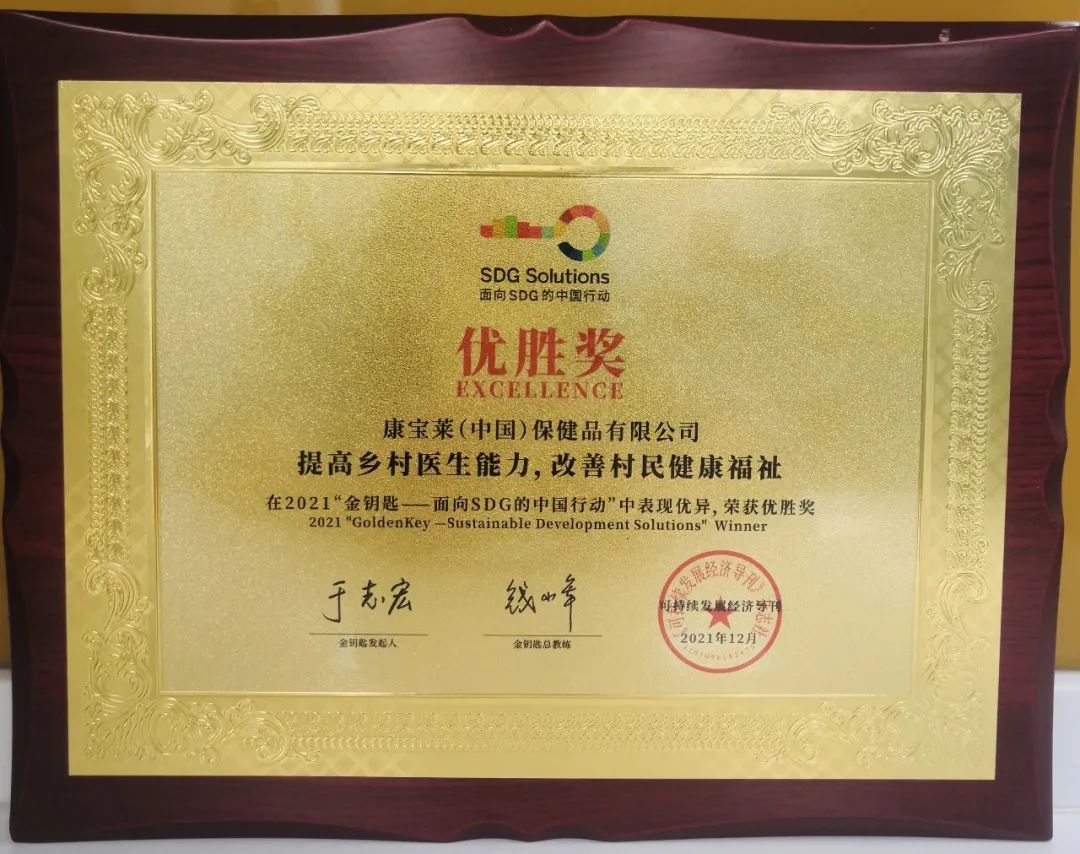 SDG Solutions
面向SDG的中国行动
优胜奖
EXCELLENCE
康宝莱(中国)保健品有限公司
提高乡村医生能力,改善村民健康福祉
在2021“金钥匙——面向SDG的中国行动”中表现优异,荣获优胜奖
2021 "GoldenKey —Sustainable Development Solutions" Winner
于志宏
钱小军
金钥匙发起人
金钥匙总教练
可持续发展经济导刊
2021年12月